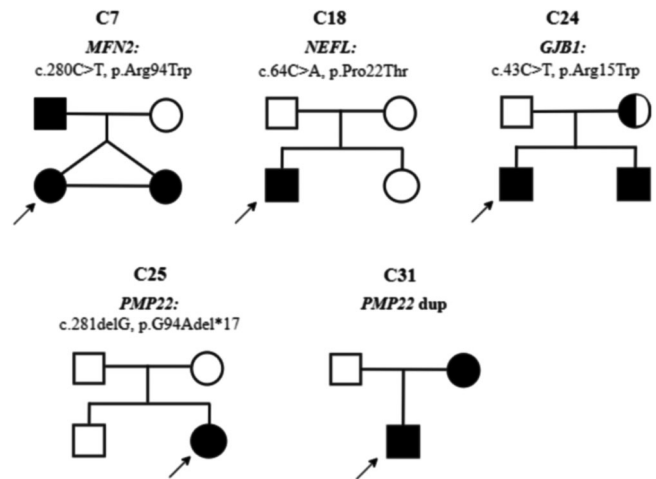 C7
MFN2:
c.280C>T, p.Arg94Trp
C18
NEFL:
c.64C>A, p.Pro22Thr
C24
GJB1:
c.43C>T, p.Arg15Trp
C25
PMP22:
c.281delG, p.G94Adel*17
C31
PMP22 dup